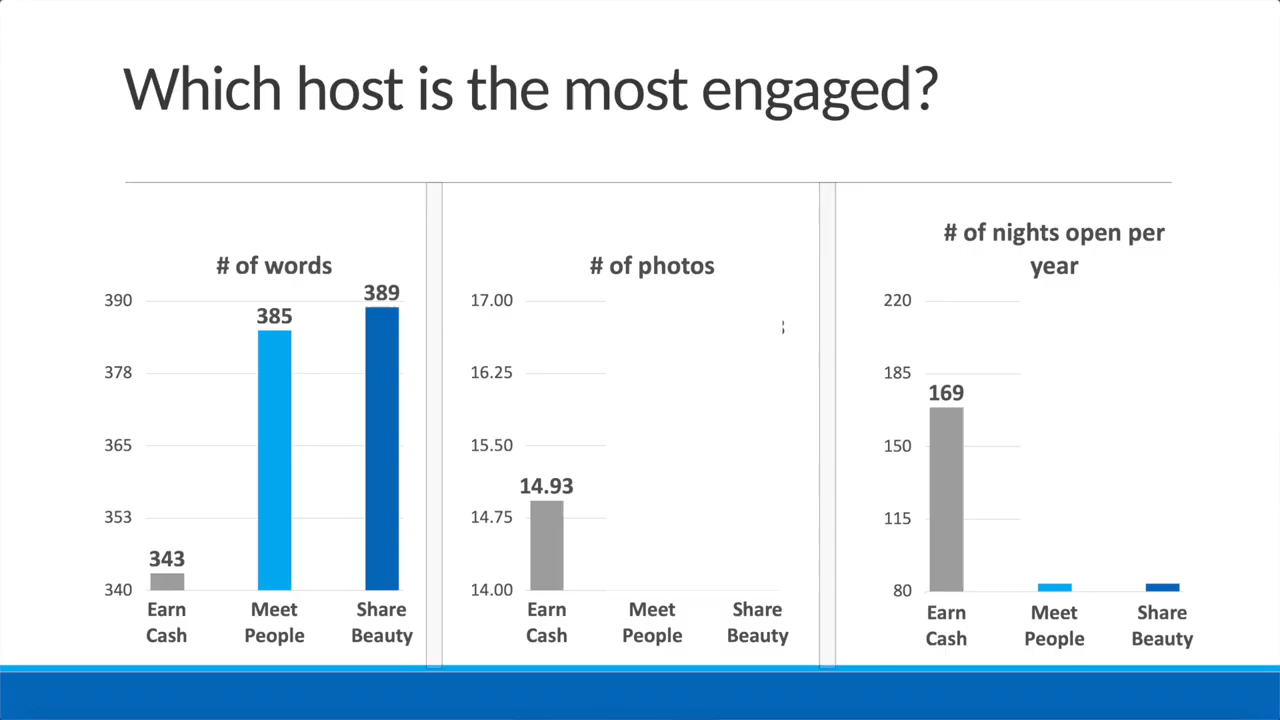 Which host is the most engaged?
# of words
390
378
365
353
340
343
385
389
Earn
Cash
Meet
People
Share
Beauty
# of photos
17.00
16.25
15.50
14.75
14.00
14.93
Earn
Cash
Meet
People
Share
Beauty
# of nights open per
year
220
185
150
115
80
169
Earn
Cash
Meet
People
Share
Beauty